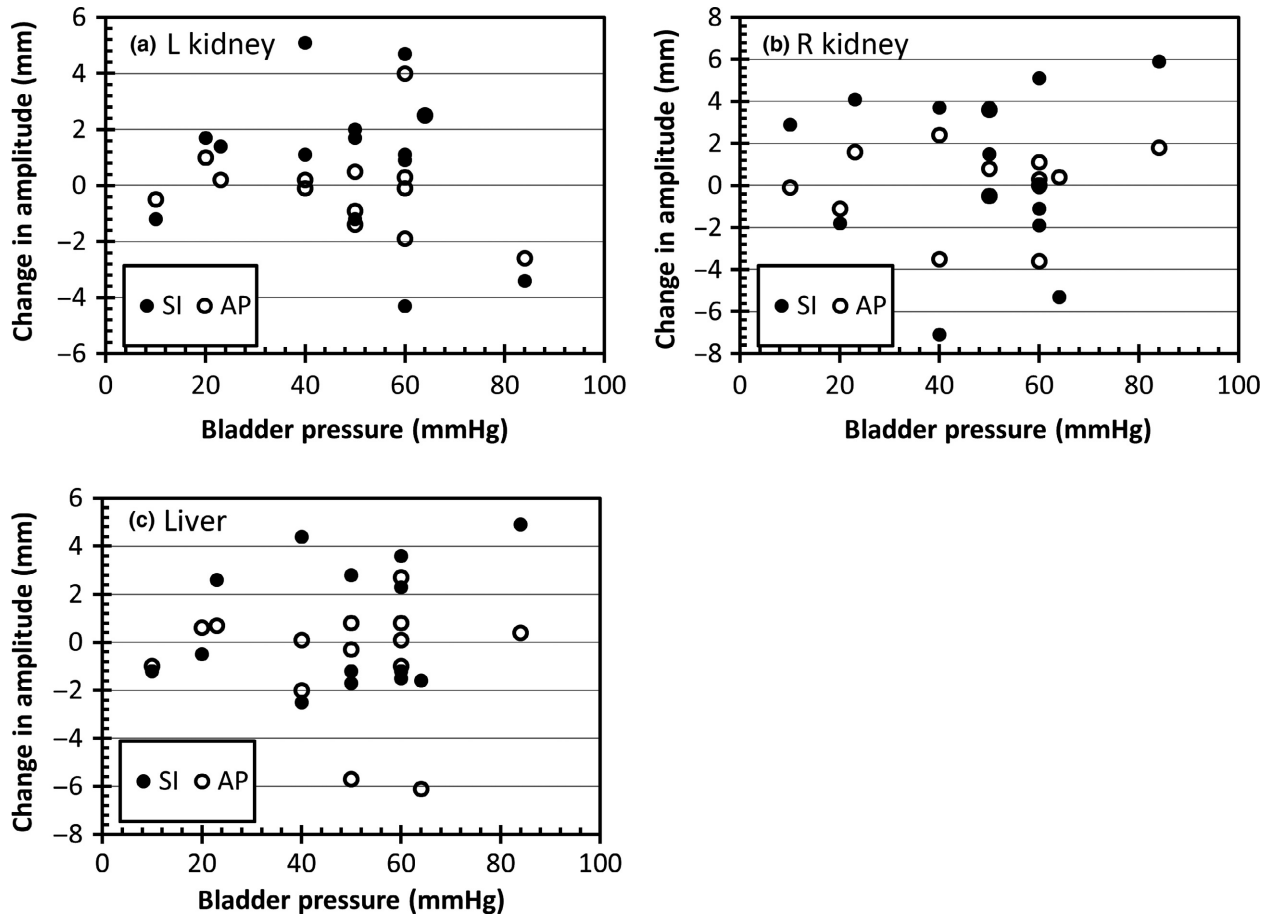 (a) L kidney
Change in amplitude (mm)
6
4
2
0
−2
−4
−6
SI AP
0 20 40 60 80 100
Bladder pressure (mmHg)
(b) R kidney
Change in amplitude (mm)
8
6
4
2
0
−2
−4
−6
−8
SI AP
0 20 40 60 80 100
Bladder pressure (mmHg)
(c) Liver
Change in amplitude (mm)
6
4
2
0
−2
−4
−6
−8
SI AP
0 20 40 60 80 100
Bladder pressure (mmHg)